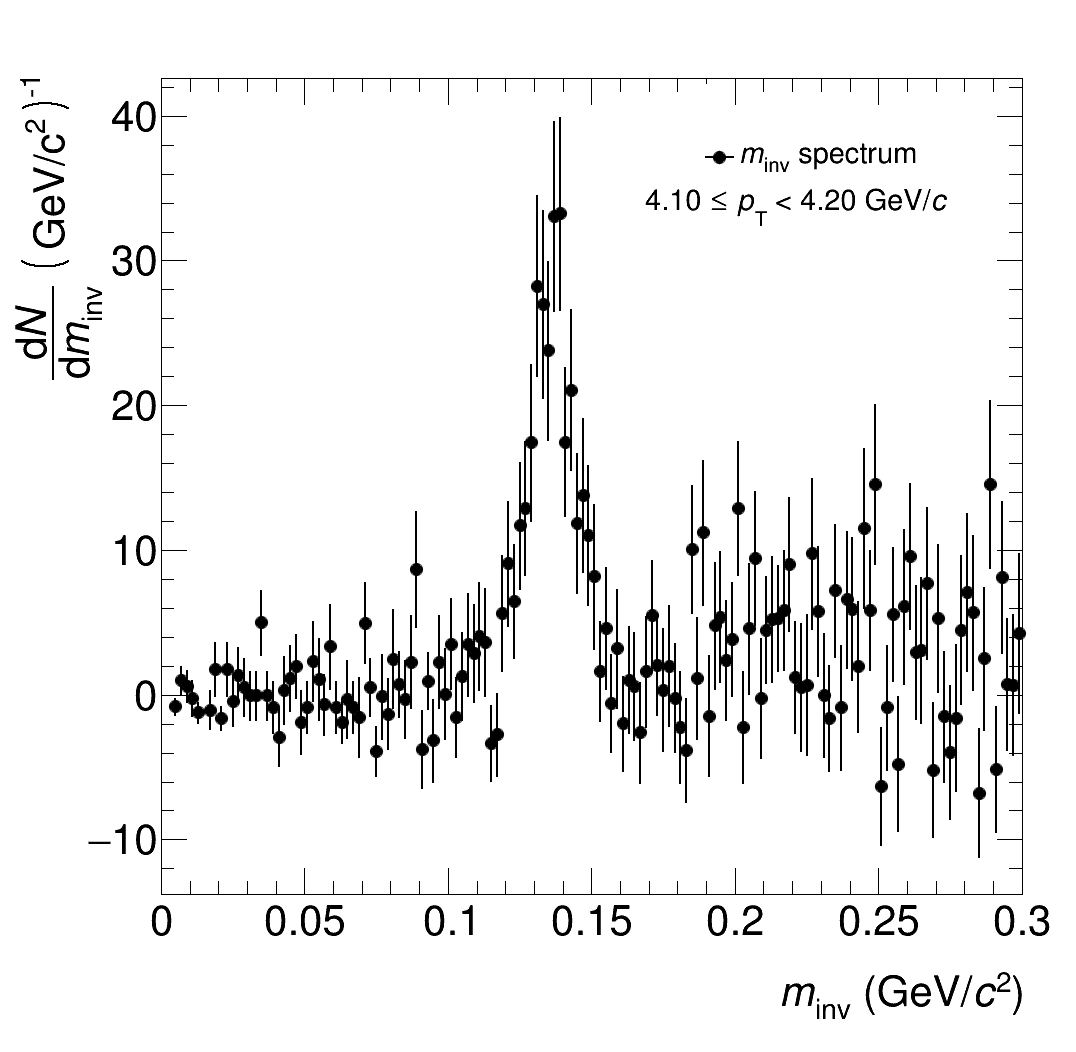 dN/dm_inv (GeV/c²)⁻¹
40
30
20
10
0
−10
m_inv spectrum
4.10 ≤ p_T < 4.20 GeV/c
0 0.05 0.1 0.15 0.2 0.25 0.3
m_inv (GeV/c²)